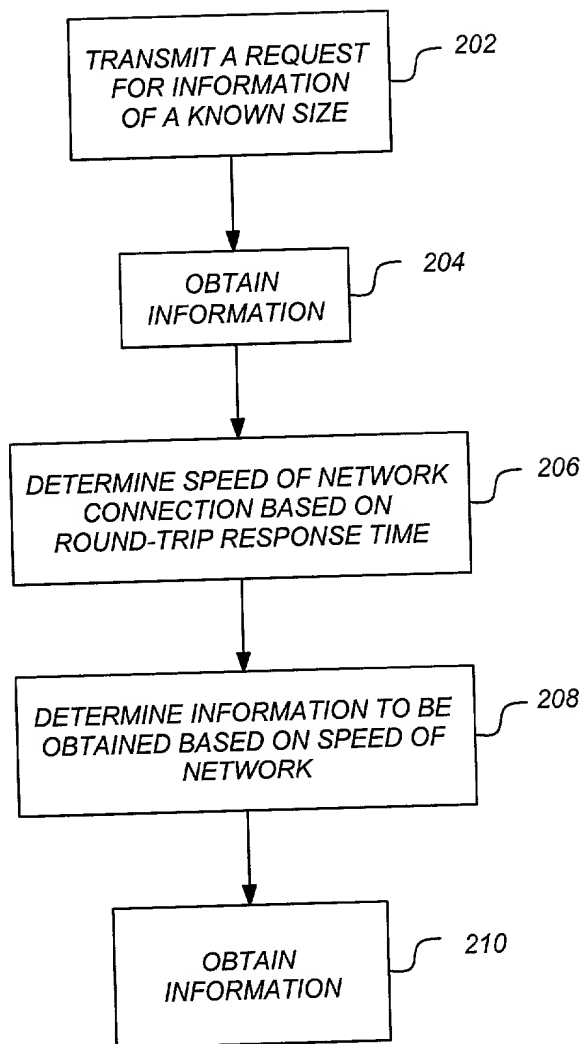 TRANSMIT A REQUEST
FOR INFORMATION
OF A KNOWN SIZE
202
OBTAIN
INFORMATION
204
DETERMINE SPEED OF NETWORK
CONNECTION BASED ON
ROUND-TRIP RESPONSE TIME
206
DETERMINE INFORMATION TO BE
OBTAINED BASED ON SPEED OF
NETWORK
208
OBTAIN
INFORMATION
210